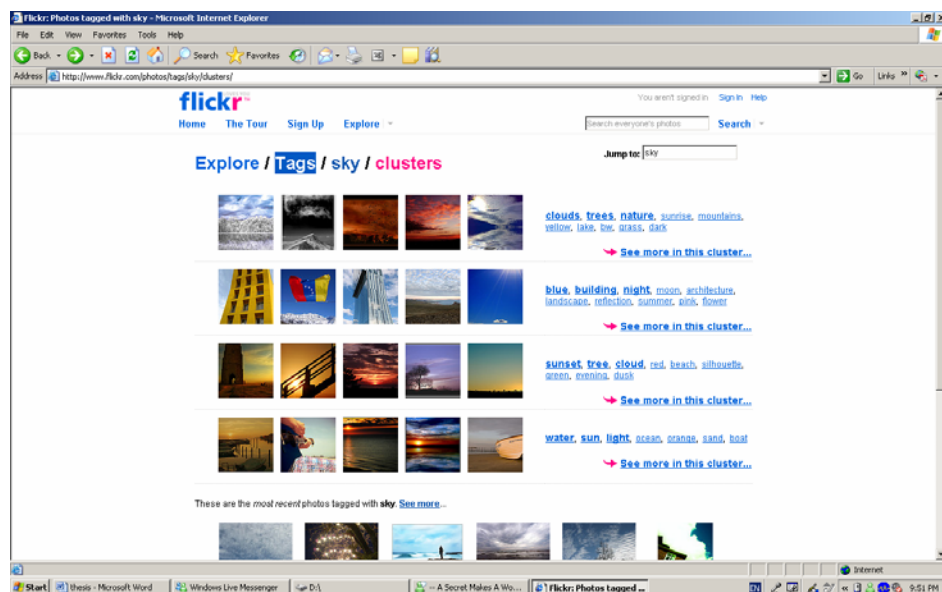 Flickr: Photos tagged with sky - Microsoft Internet Explorer
File Edit View Favorites Tools Help
Back Search Favorites
Address http://www.flickr.com/photos/tags/sky/clusters/ Go Links »
flickr
You aren't signed in Sign In Help
Home The Tour Sign Up Explore
Search everyone's photos Search
Explore / Tags / sky / clusters
Jump to: sky
clouds, trees, nature, sunrise, mountains,
yellow, lake, bw, grass, dark
See more in this cluster...
blue, building, night, moon, architecture,
landscape, reflection, summer, pink, flower
See more in this cluster...
sunset, tree, cloud, red, beach, silhouette,
green, evening, dusk
See more in this cluster...
water, sun, light, ocean, orange, sand, boat
See more in this cluster...
These are the most recent photos tagged with sky. See more...
Internet
Start thesis - Microsoft Word Windows Live Messenger D:\ -- A Secret Makes A Wo... Flickr: Photos tagged ... « 9:51 PM